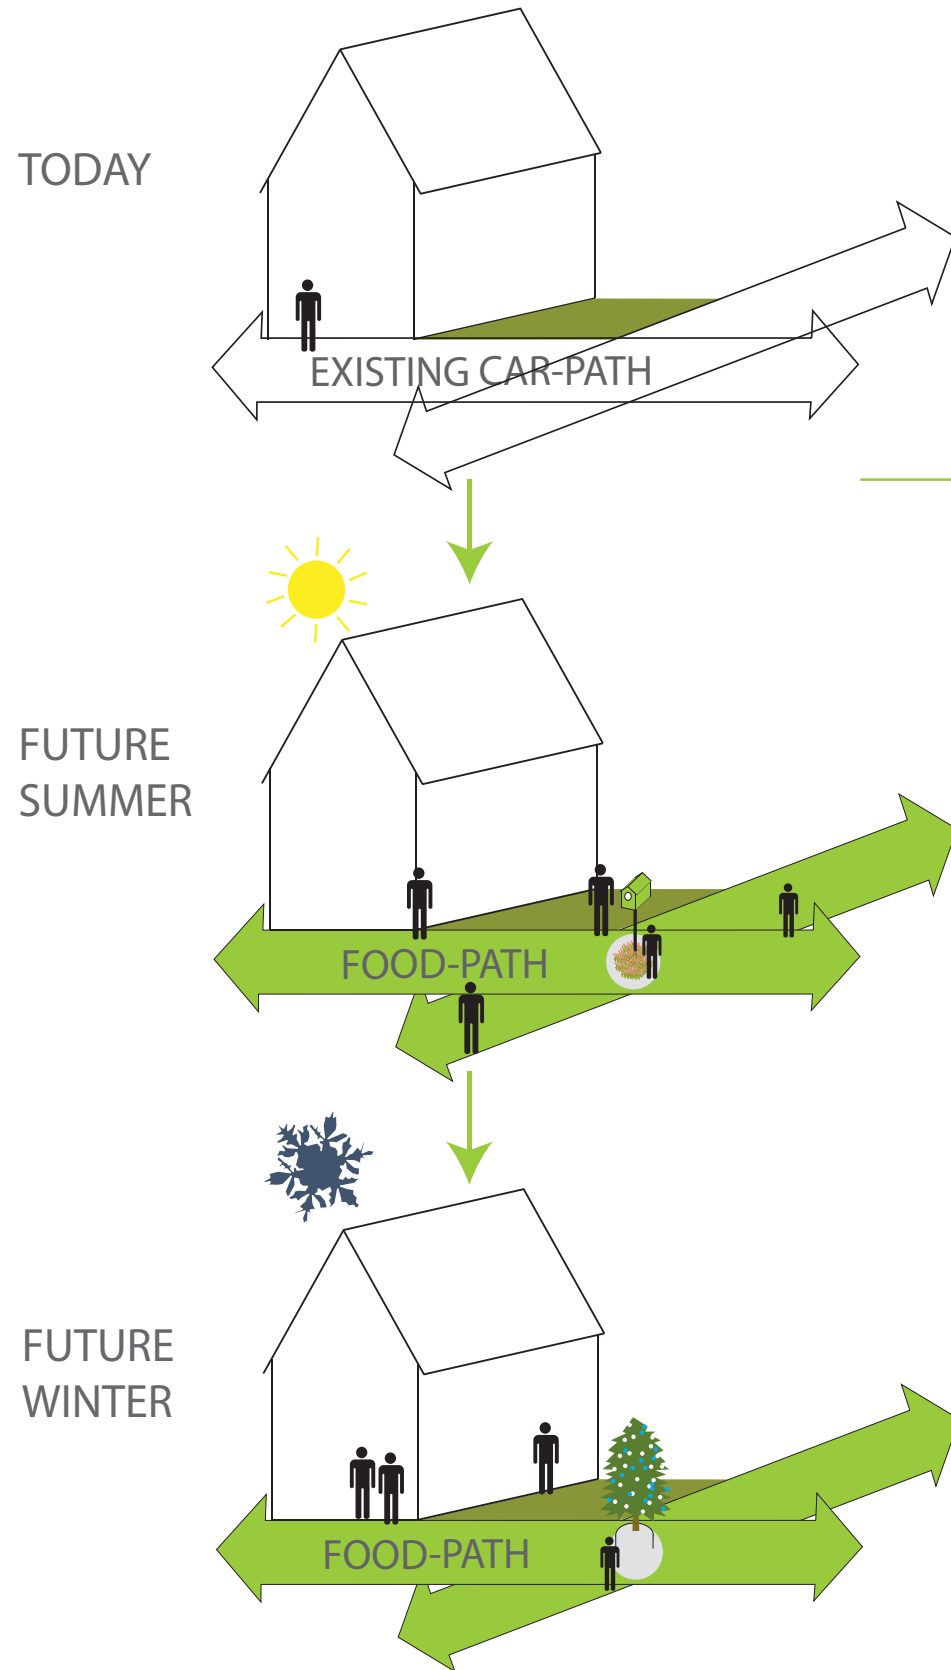 TODAY
EXISTING CAR-PATH
FUTURE
SUMMER
FOOD-PATH
FUTURE
WINTER
FOOD-PATH